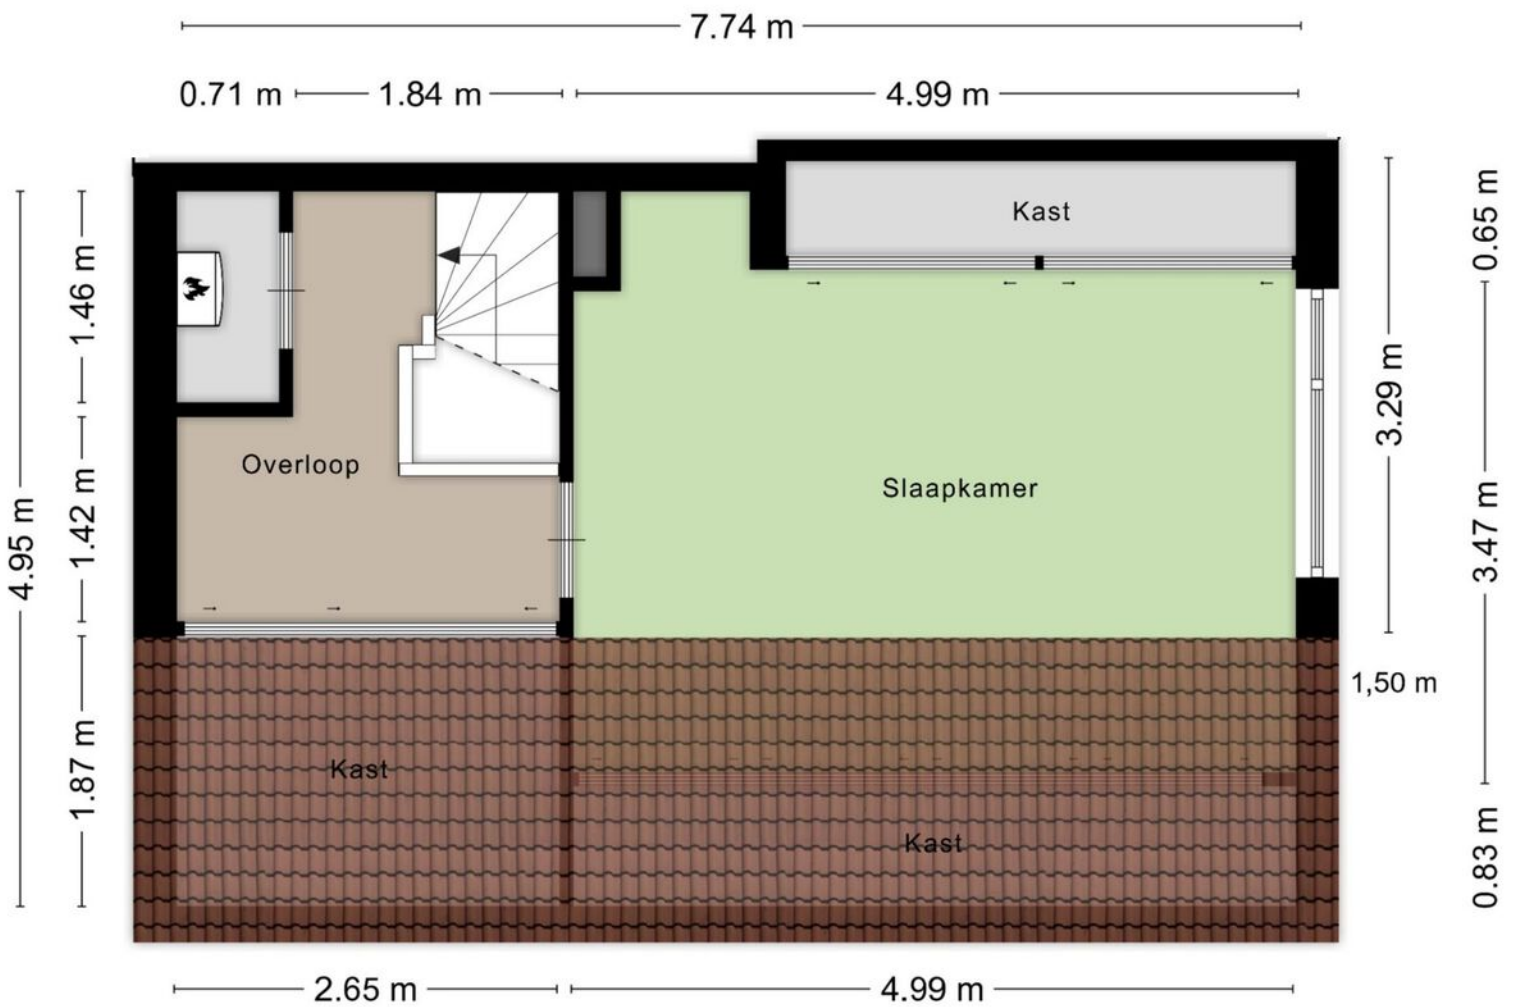 7.74 m
0.71 m
1.84 m
4.99 m
Kast
0.65 m
1.46 m
3.29 m
Overloop
Slaapkamer
4.95 m
1.42 m
3.47 m
1,50 m
1.87 m
Kast
Kast
0.83 m
2.65 m
4.99 m